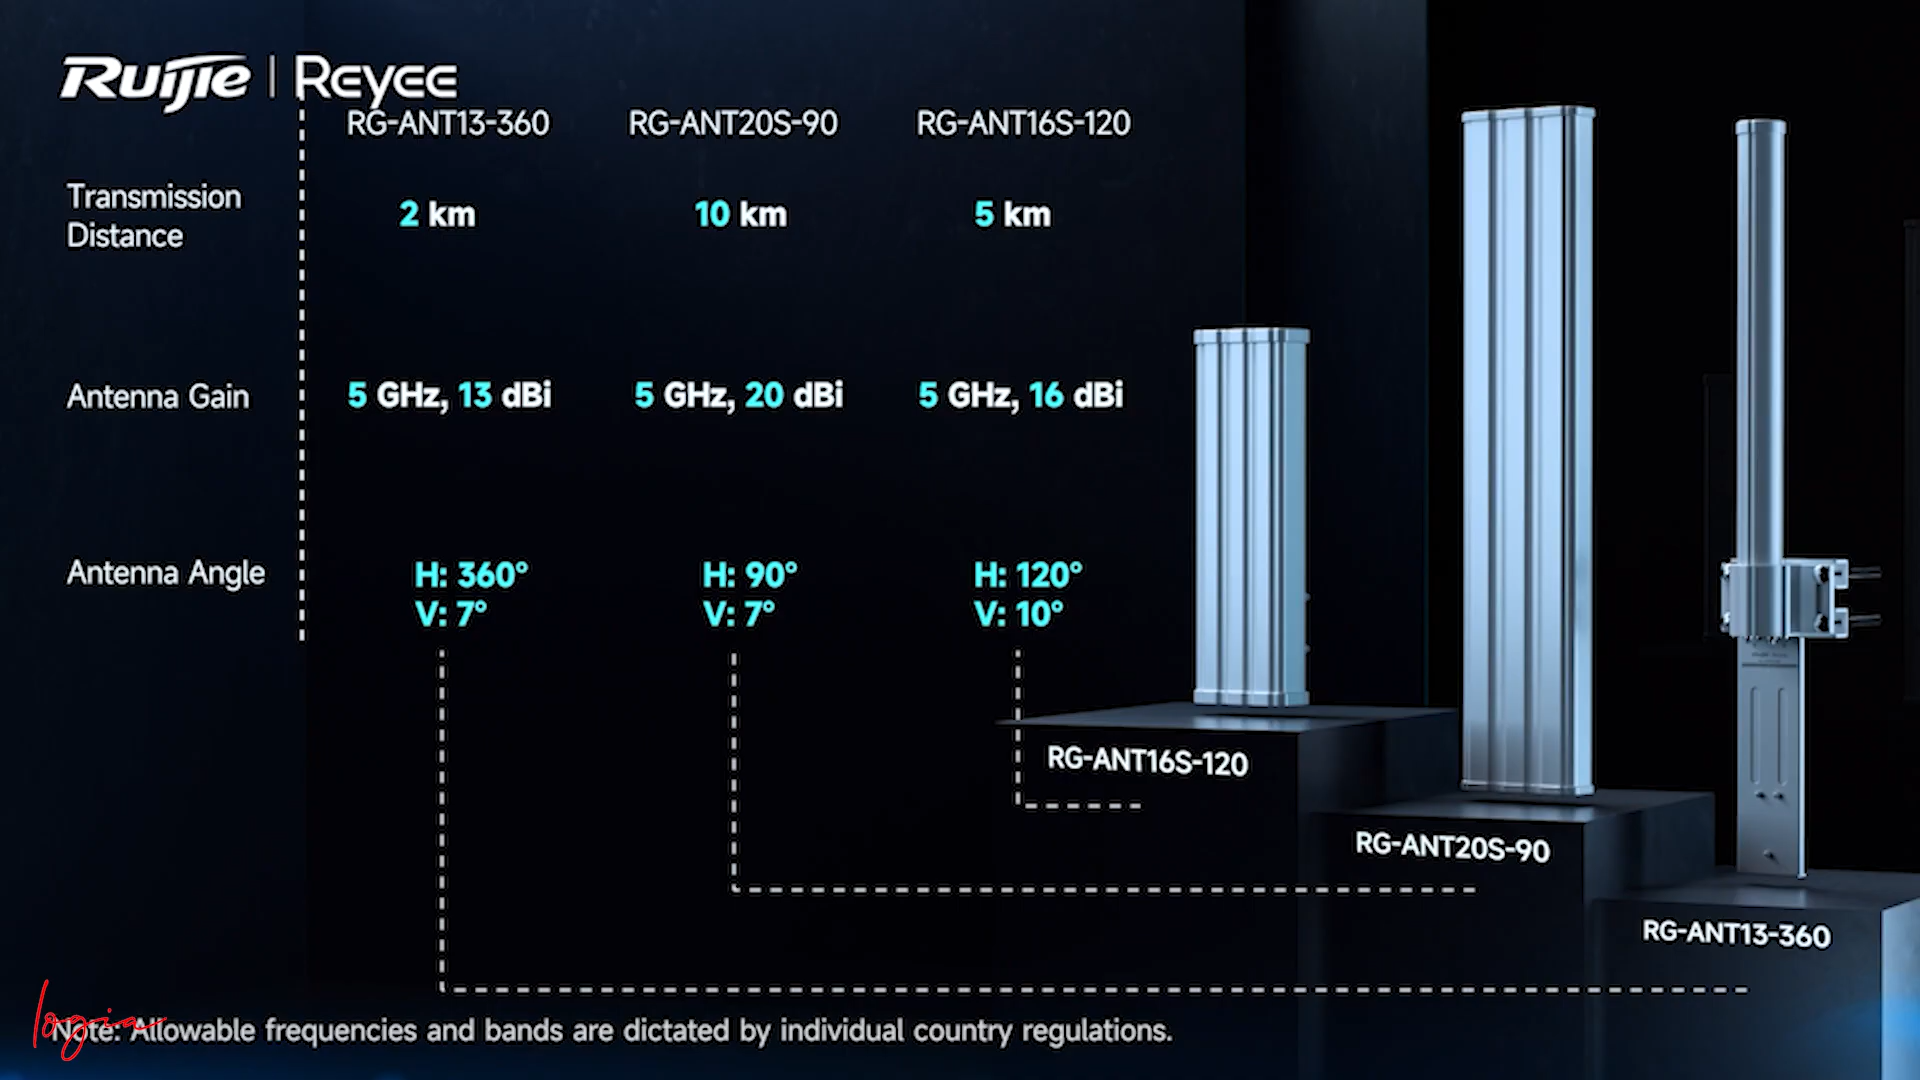 Ruijie | Reyee
RG-ANT13-360 RG-ANT20S-90 RG-ANT16S-120
Transmission
Distance
2 km 10 km 5 km
Antenna Gain 5 GHz, 13 dBi 5 GHz, 20 dBi 5 GHz, 16 dBi
Antenna Angle H: 360° H: 90° H: 120°
V: 7° V: 7° V: 10°
RG-ANT16S-120
RG-ANT20S-90
RG-ANT13-360
logia
Note: Allowable frequencies and bands are dictated by individual country regulations.